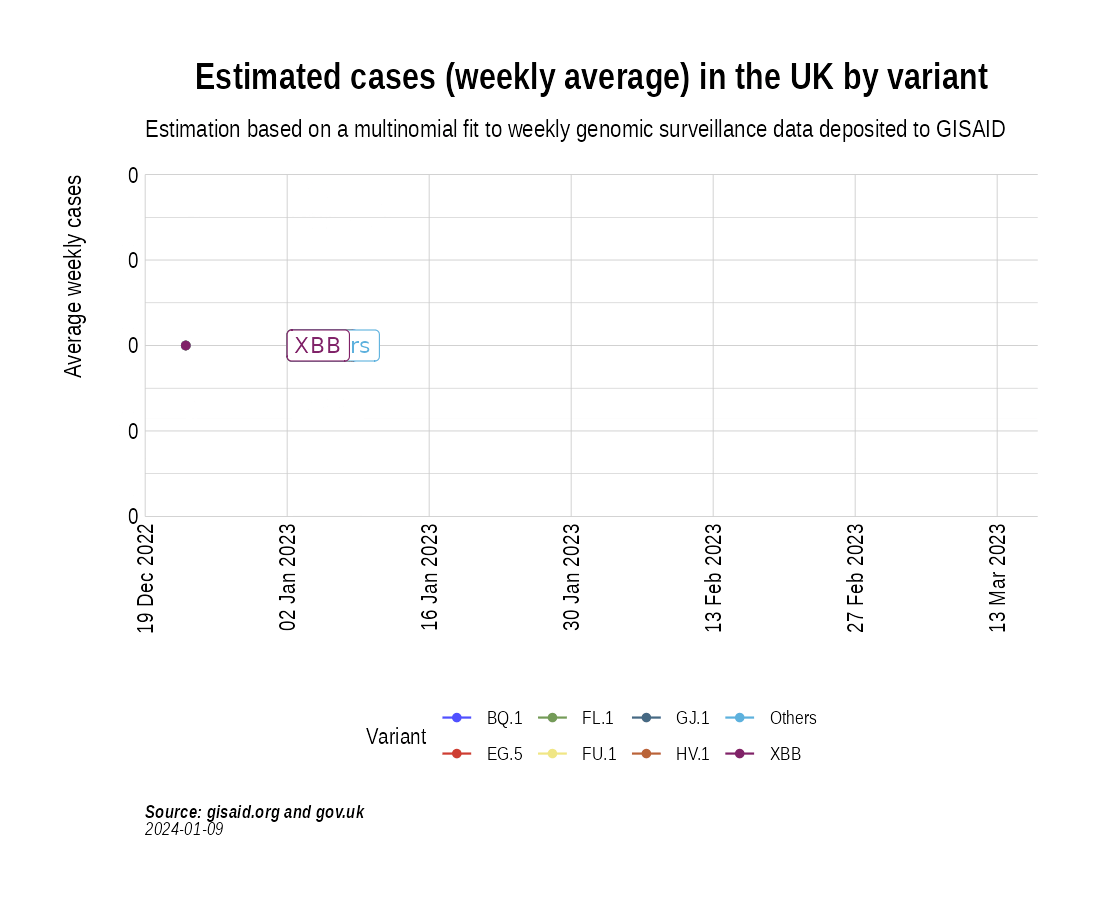 Estimated cases (weekly average) in the UK by variant
Estimation based on a multinomial fit to weekly genomic surveillance data deposited to GISAID
Average weekly cases
0
0
0
0
0
XBB
rs
19 Dec 2022
02 Jan 2023
16 Jan 2023
30 Jan 2023
13 Feb 2023
27 Feb 2023
13 Mar 2023
Variant
BQ.1
FL.1
GJ.1
Others
EG.5
FU.1
HV.1
XBB
Source: gisaid.org and gov.uk
2024-01-09